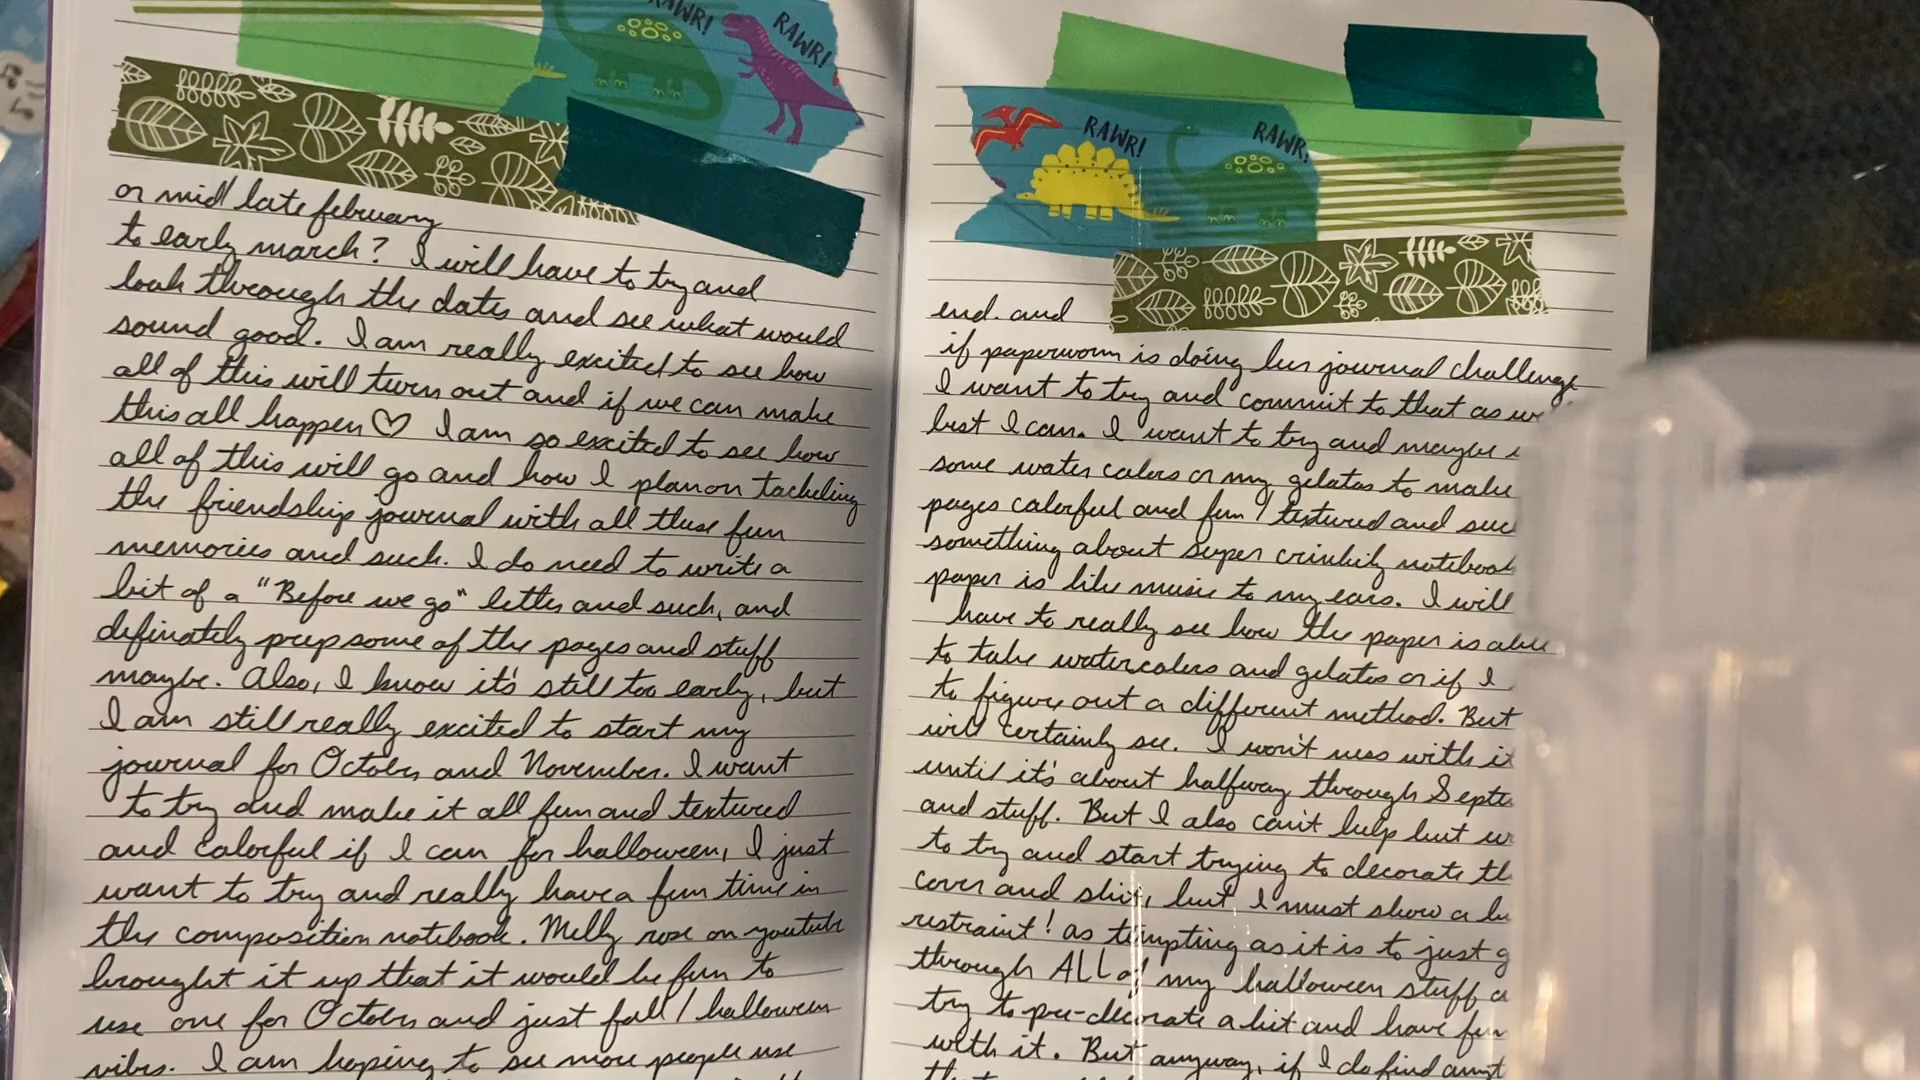 RAWR!
RAWR!
or mid late february
to early march? I will have to try and
look through the dates and see what would
sound good. I am really excited to see how
all of this will turn out and if we can make
this all happen♡ I am so excited to see how
all of this will go and how I plan on tackeling
the friendship journal with all these fun
memories and such. I do need to write a
bit of a "Before we go" letter and such, and
definately prep some of the pages and stuff
maybe. Also, I know it's still too early, but
I am still really excited to start my
journal for October and November. I want
to try and make it all fun and textured
and colorful if I can for halloween, I just
want to try and really have a fun time in
the composition notebook. Melly rose on youtube
brought it up that it would be fun to
use one for October and just fall / halloween
vibes. I am hoping to see more people use
RAWR!
RAWR!
end. and
if paperworm is doing her journal challenge
I want to try and commit to that as
best I can. I want to try and maybe
some water colors or my gelatos to make
pages colorful and fun / textured and
something about super crinkily notebook
paper is like music to my ears. I will
have to really see how the paper is able
to take watercolors and gelatos or if I
to figure out a different method. But
will certainly see. I won't mess with it
until it's about halfway through
and stuff. But I also can't help but
to try and start trying to decorate
cover and shit, but I must show a
restraint! as tempting as it is to just
through ALL of my halloween stuff
try to pre-decorate a bit and have fun
with it. But anyway, if I do find